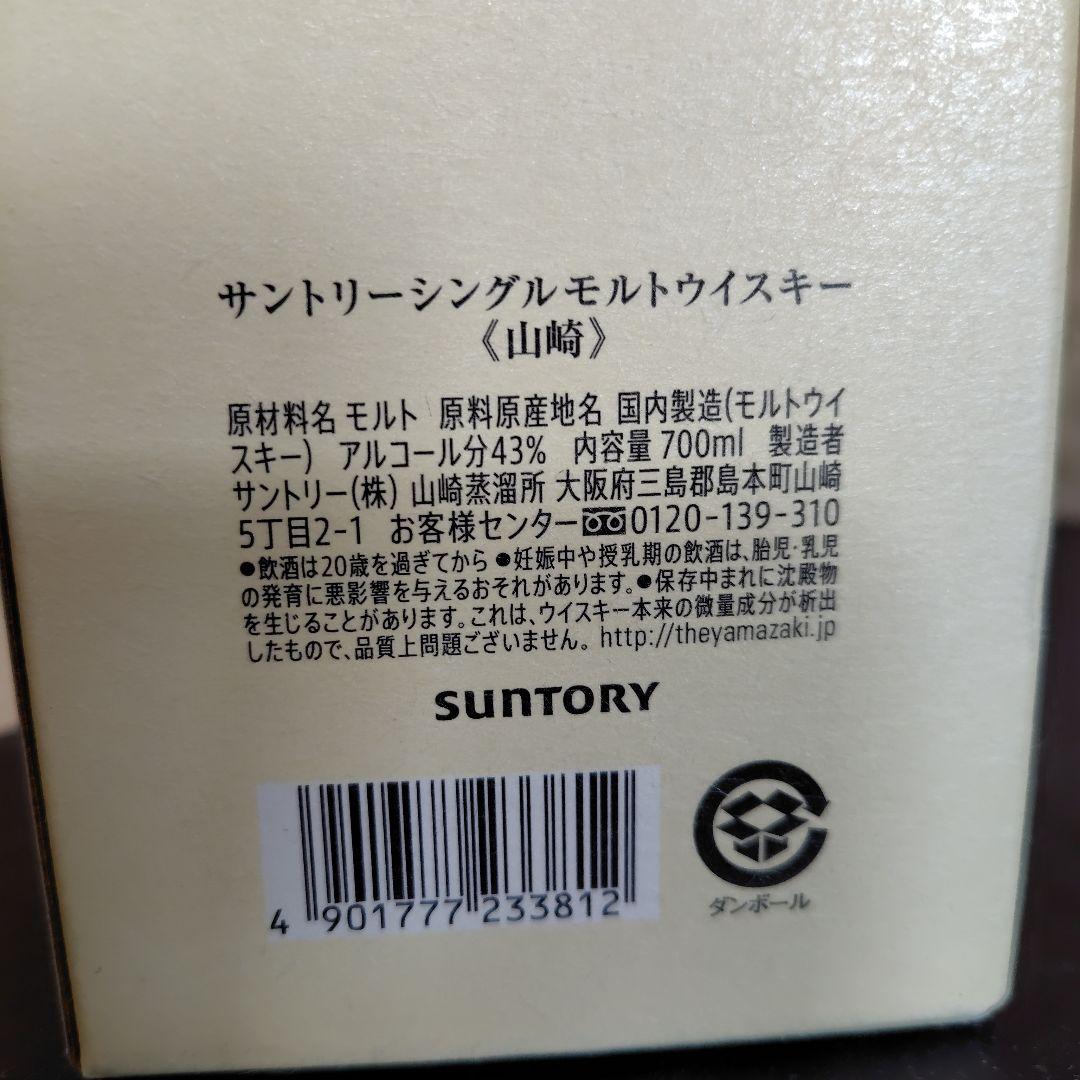 サントリーシングルモルトウイスキー
《山崎》
原材料名 モルト 原料原産地名 国内製造(モルトウイ
スキー) アルコール分43% 内容量 700ml 製造者
サントリー(株) 山崎蒸溜所 大阪府三島郡島本町山崎
5丁目2-1 お客様センター 0120-139-310
●飲酒は20歳を過ぎてから ●妊娠中や授乳期の飲酒は、胎児・乳児
の発育に悪影響を与えるおそれがあります。●保存中まれに沈殿物
を生じることがあります。これは、ウイスキー本来の微量成分が析出
したもので、品質上問題ございません。 http://theyamazaki.jp
SUNTORY
4 901777 233812
ダンボール